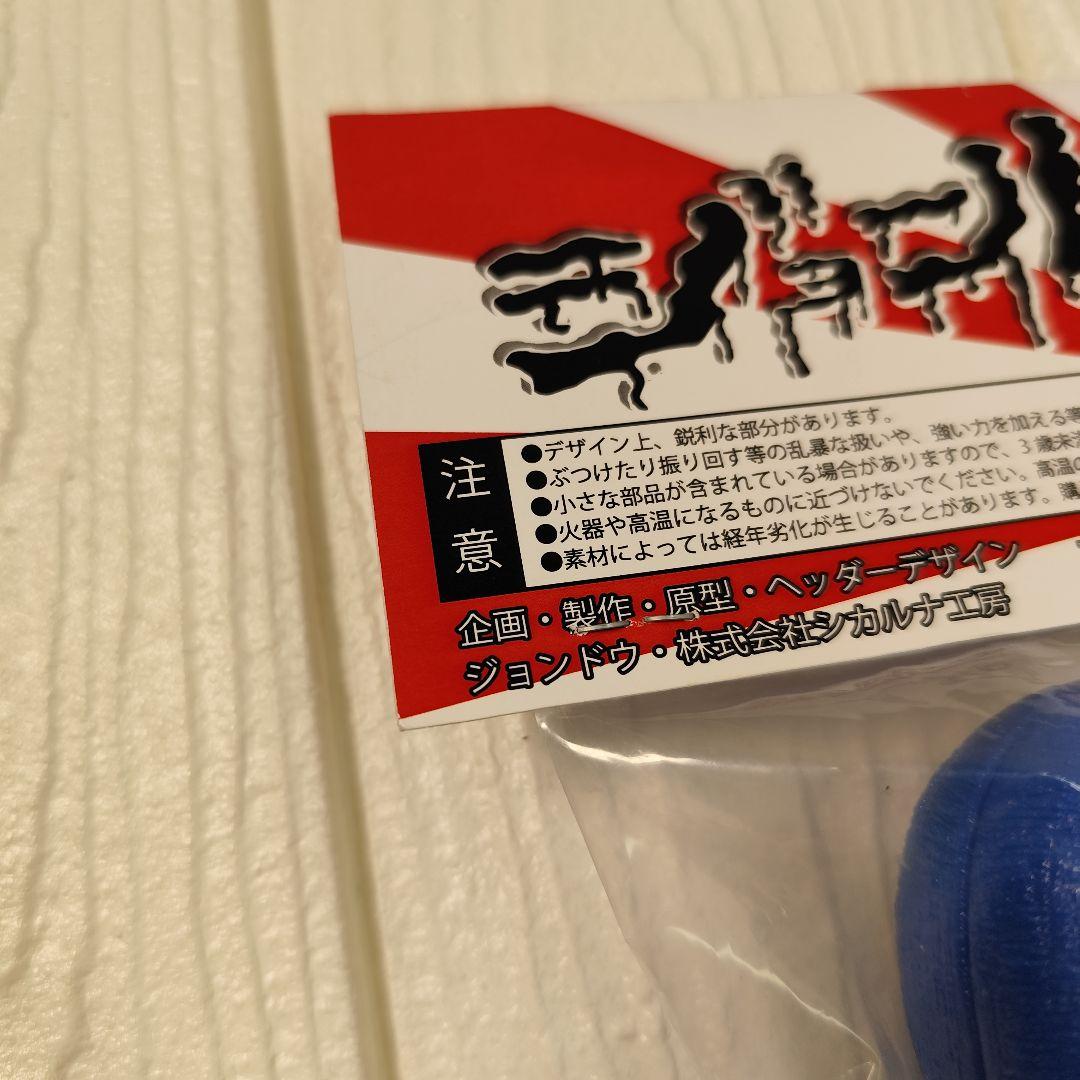 注意
●デザイン上、鋭利な部分があります。
●ぶつけたり振り回す等の乱暴な扱いや、強い力を加える等
●小さな部品が含まれている場合がありますので、3歳未満
●火器や高温になるものに近づけないでください。高温の
●素材によっては経年劣化が生じることがあります。購
企画・製作・原型・ヘッダーデザイン
ジョンドウ・株式会社シカルナ工房